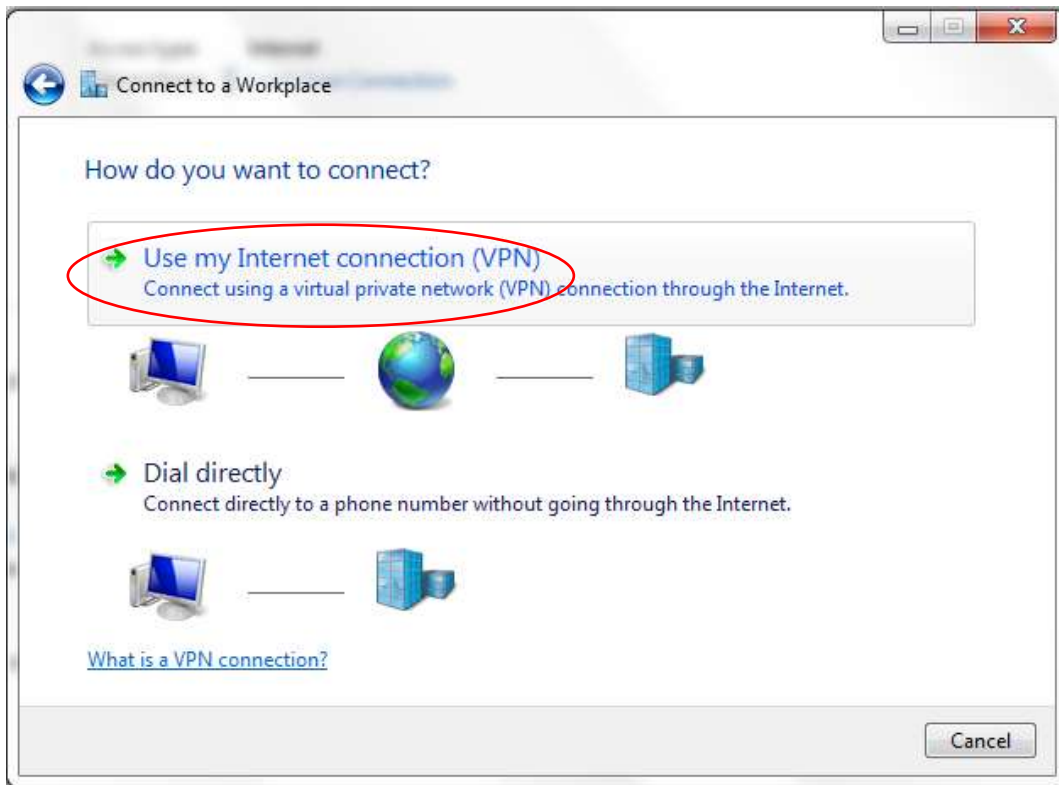 Connect to a Workplace
How do you want to connect?
Use my Internet connection (VPN)
Connect using a virtual private network (VPN) connection through the Internet.
Dial directly
Connect directly to a phone number without going through the Internet.
What is a VPN connection?
Cancel